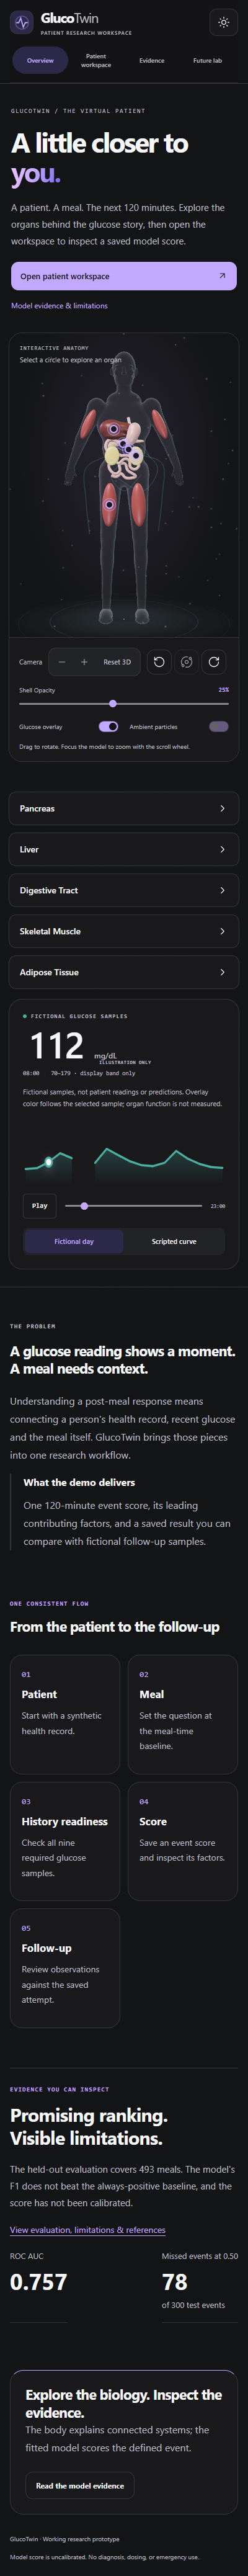 GlucoTwin
PATIENT RESEARCH WORKSPACE
Overview
Patient
workspace
Evidence
Future lab
GLUCOTWIN / THE VIRTUAL PATIENT
A little closer to
you.
A patient. A meal. The next 120 minutes. Explore the
organs behind the glucose story, then open the
workspace to inspect a saved model score.
Open patient workspace
Model evidence & limitations
INTERACTIVE ANATOMY
Select a circle to explore an organ
Camera
Reset 3D
Shell Opacity
25%
Glucose overlay
Ambient particles
Drag to rotate. Focus the model to zoom with the scroll wheel.
Pancreas
Liver
Digestive Tract
Skeletal Muscle
Adipose Tissue
FICTIONAL GLUCOSE SAMPLES
112 mg/dL
ILLUSTRATION ONLY
08:00 70–179 · display band only
Fictional samples, not patient readings or predictions. Overlay
color follows the selected sample; organ function is not measured.
Play
23:00
Fictional day
Scripted curve
THE PROBLEM
A glucose reading shows a moment.
A meal needs context.
Understanding a post-meal response means
connecting a person's health record, recent glucose
and the meal itself. GlucoTwin brings those pieces
into one research workflow.
What the demo delivers
One 120-minute event score, its leading
contributing factors, and a saved result you can
compare with fictional follow-up samples.
ONE CONSISTENT FLOW
From the patient to the follow-up
01
Patient
Start with a synthetic
health record.
02
Meal
Set the question at
the meal-time
baseline.
03
History readiness
Check all nine
required glucose
samples.
04
Score
Save an event score
and inspect its factors.
05
Follow-up
Review observations
against the saved
attempt.
EVIDENCE YOU CAN INSPECT
Promising ranking.
Visible limitations.
The held-out evaluation covers 493 meals. The model's
F1 does not beat the always-positive baseline, and the
score has not been calibrated.
View evaluation, limitations & references
ROC AUC
0.757
Missed events at 0.50
78
of 300 test events
Explore the biology. Inspect the
evidence.
The body explains connected systems; the
fitted model scores the defined event.
Read the model evidence
GlucoTwin · Working research prototype
Model score is uncalibrated. No diagnosis, dosing, or emergency use.